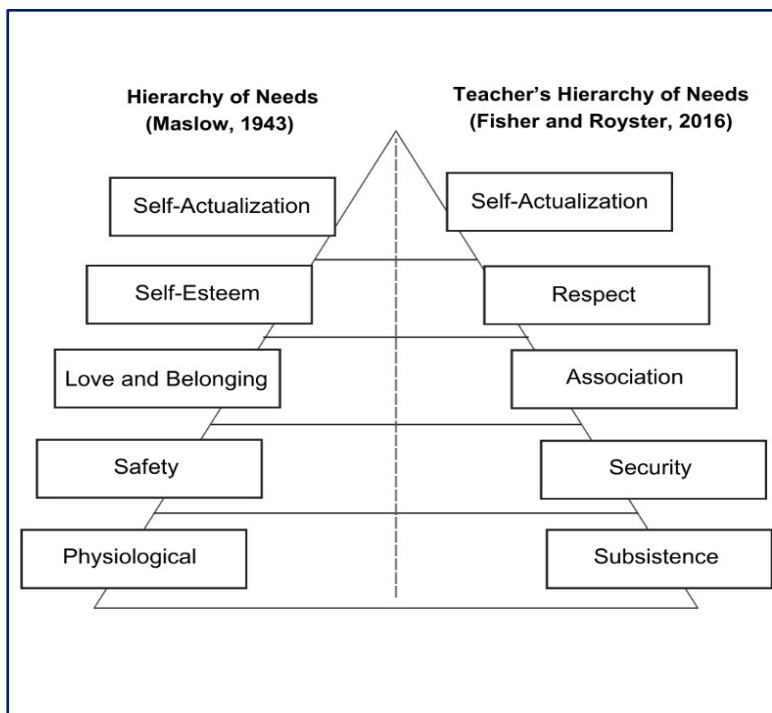 Hierarchy of Needs
(Maslow, 1943)
Teacher’s Hierarchy of Needs
(Fisher and Royster, 2016)
Self-Actualization
Self-Actualization
Self-Esteem
Respect
Love and Belonging
Association
Safety
Security
Physiological
Subsistence